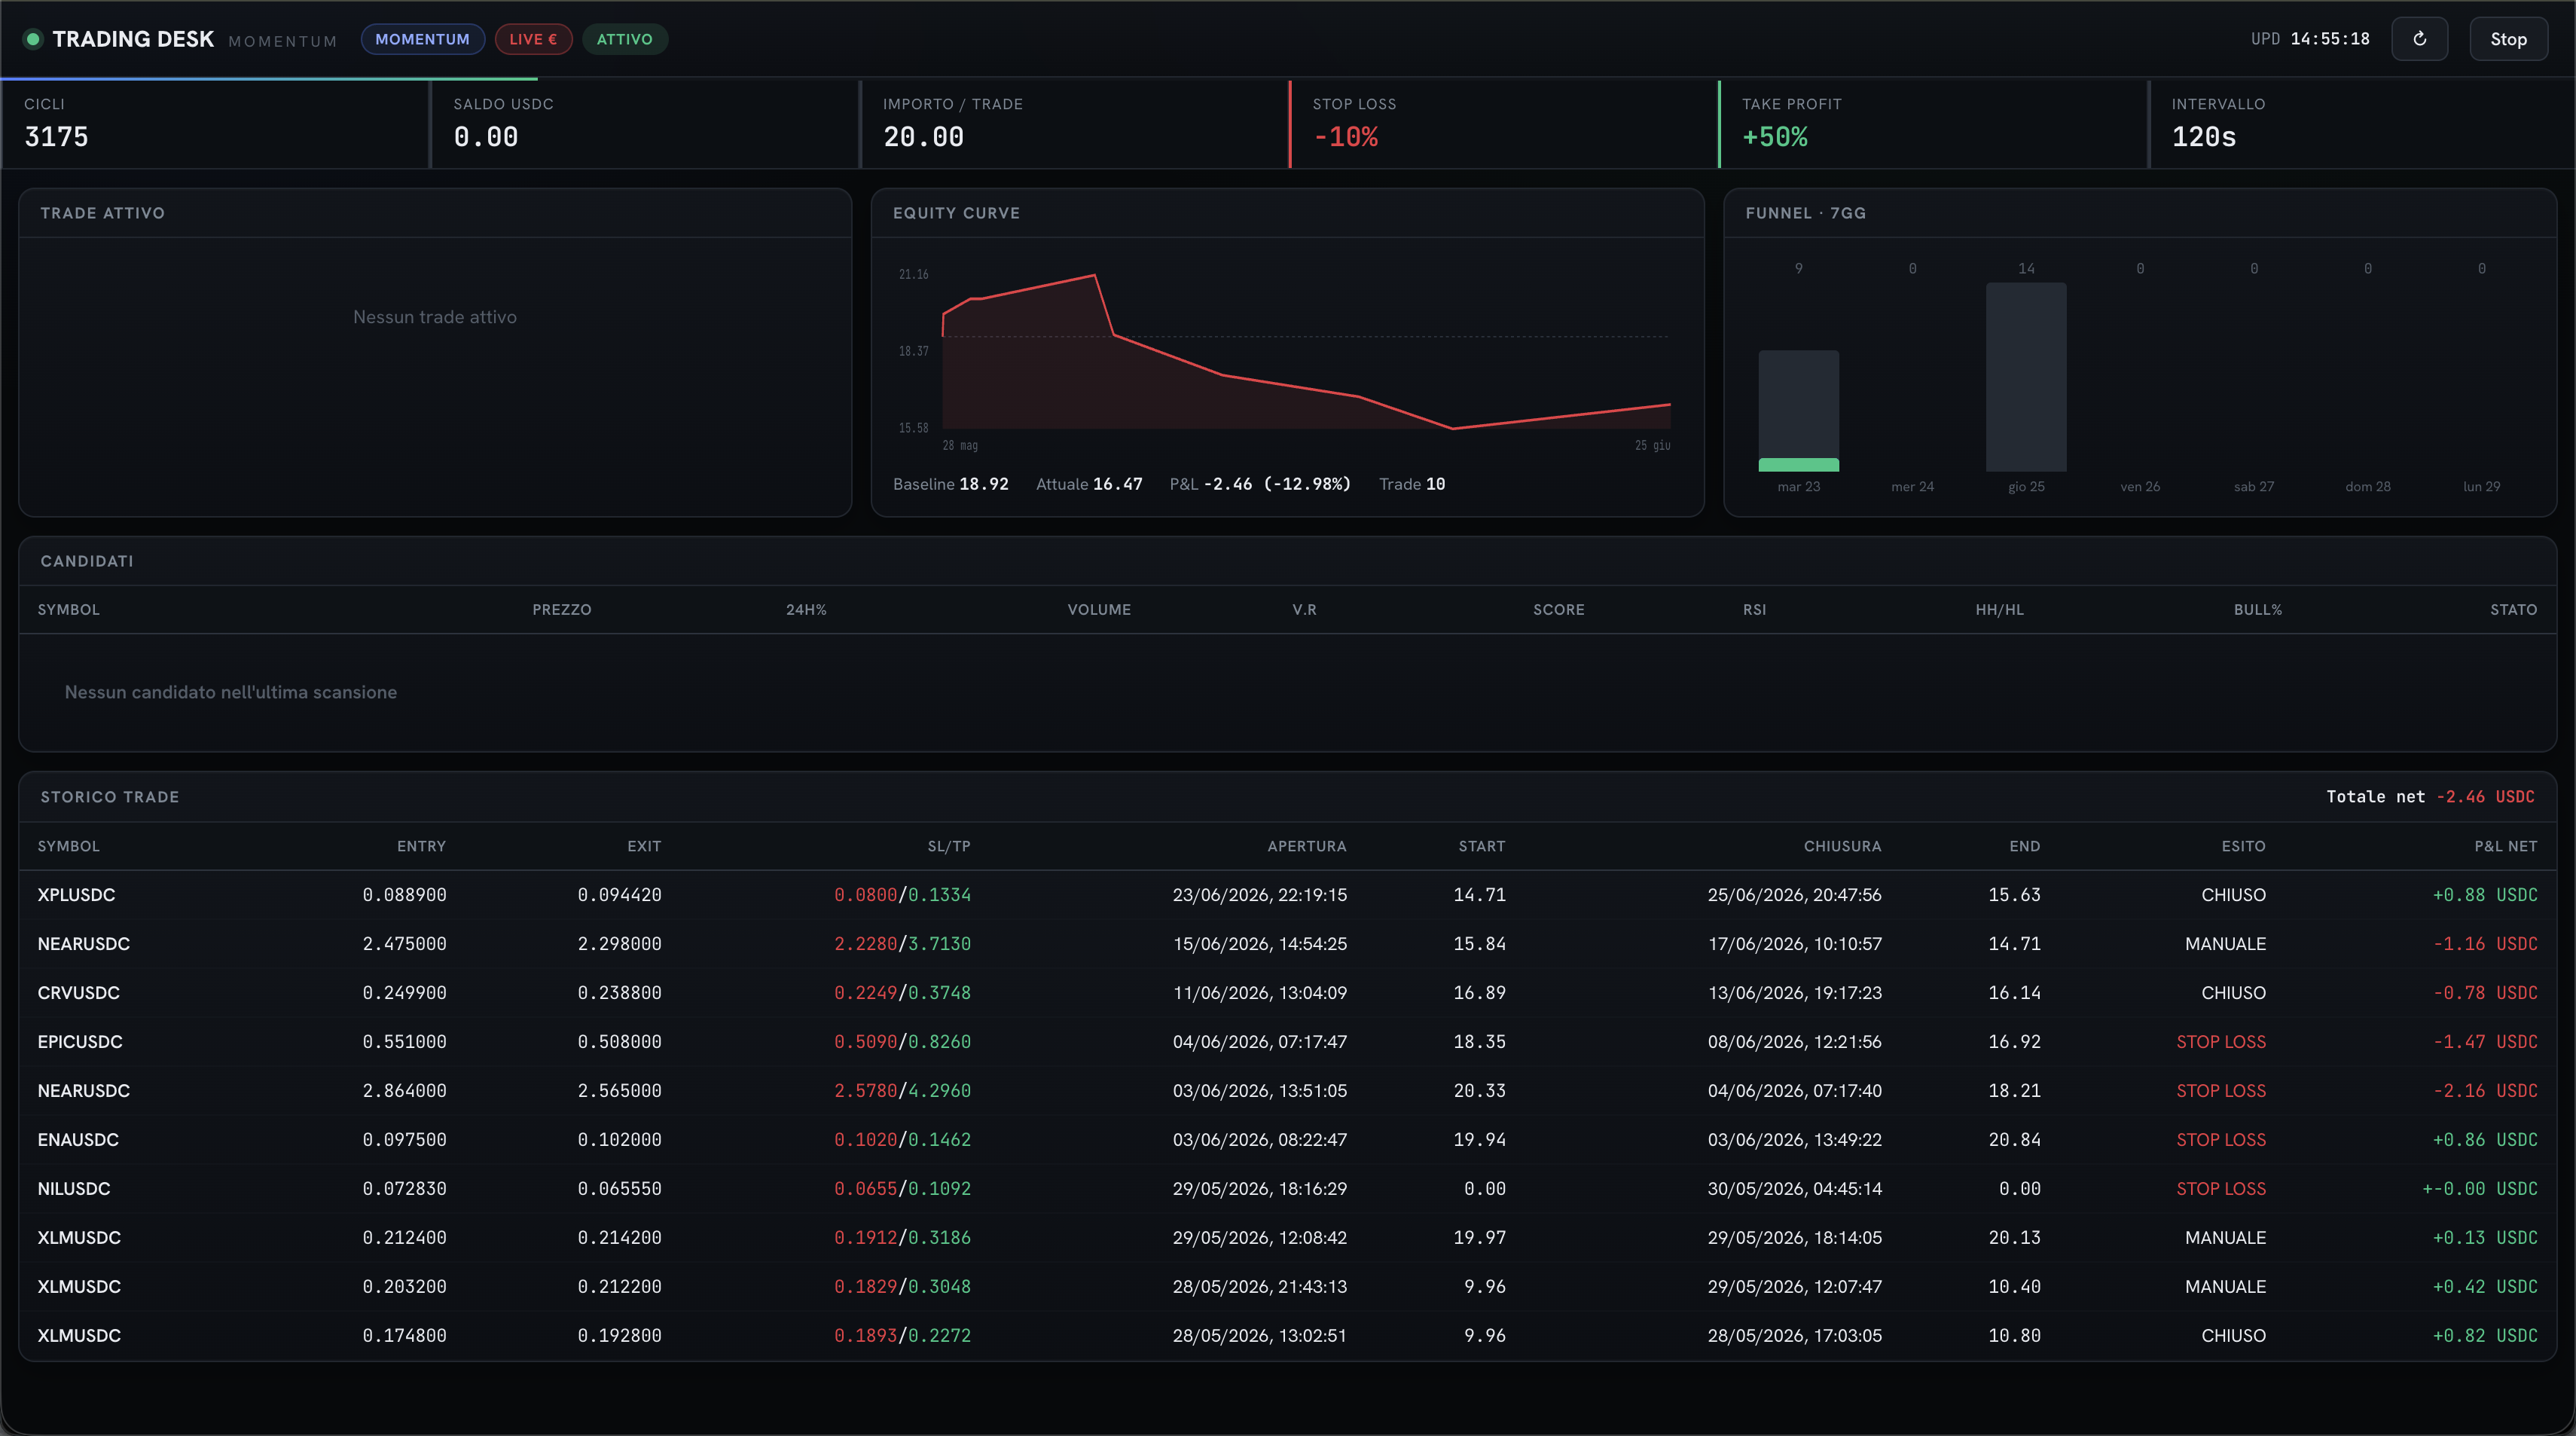 TRADING DESK MOMENTUM MOMENTUM LIVE € ATTIVO UPD 14:55:18 ↻ Stop
CICLI SALDO USDC IMPORTO / TRADE STOP LOSS TAKE PROFIT INTERVALLO
3175 0.00 20.00 -10% +50% 120s
TRADE ATTIVO
Nessun trade attivo
EQUITY CURVE
21.16
18.37
15.58
28 mag 25 giu
Baseline 18.92 Attuale 16.47 P&L -2.46 (-12.98%) Trade 10
FUNNEL · 7GG
9 0 14 0 0 0 0
mar 23 mer 24 gio 25 ven 26 sab 27 dom 28 lun 29
CANDIDATI
SYMBOL PREZZO 24H% VOLUME V.R SCORE RSI HH/HL BULL% STATO
Nessun candidato nell'ultima scansione
STORICO TRADE Totale net -2.46 USDC
SYMBOL ENTRY EXIT SL/TP APERTURA START CHIUSURA END ESITO P&L NET
XPLUSDC 0.088900 0.094420 0.0800/0.1334 23/06/2026, 22:19:15 14.71 25/06/2026, 20:47:56 15.63 CHIUSO +0.88 USDC
NEARUSDC 2.475000 2.298000 2.2280/3.7130 15/06/2026, 14:54:25 15.84 17/06/2026, 10:10:57 14.71 MANUALE -1.16 USDC
CRVUSDC 0.249900 0.238800 0.2249/0.3748 11/06/2026, 13:04:09 16.89 13/06/2026, 19:17:23 16.14 CHIUSO -0.78 USDC
EPICUSDC 0.551000 0.508000 0.5090/0.8260 04/06/2026, 07:17:47 18.35 08/06/2026, 12:21:56 16.92 STOP LOSS -1.47 USDC
NEARUSDC 2.864000 2.565000 2.5780/4.2960 03/06/2026, 13:51:05 20.33 04/06/2026, 07:17:40 18.21 STOP LOSS -2.16 USDC
ENAUSDC 0.097500 0.102000 0.1020/0.1462 03/06/2026, 08:22:47 19.94 03/06/2026, 13:49:22 20.84 STOP LOSS +0.86 USDC
NILUSDC 0.072830 0.065550 0.0655/0.1092 29/05/2026, 18:16:29 0.00 30/05/2026, 04:45:14 0.00 STOP LOSS +-0.00 USDC
XLMUSDC 0.212400 0.214200 0.1912/0.3186 29/05/2026, 12:08:42 19.97 29/05/2026, 18:14:05 20.13 MANUALE +0.13 USDC
XLMUSDC 0.203200 0.212200 0.1829/0.3048 28/05/2026, 21:43:13 9.96 29/05/2026, 12:07:47 10.40 MANUALE +0.42 USDC
XLMUSDC 0.174800 0.192800 0.1893/0.2272 28/05/2026, 13:02:51 9.96 28/05/2026, 17:03:05 10.80 CHIUSO +0.82 USDC